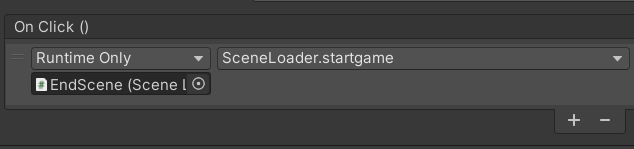 On Click ()
Runtime Only
SceneLoader.startgame
# EndScene (Scene L